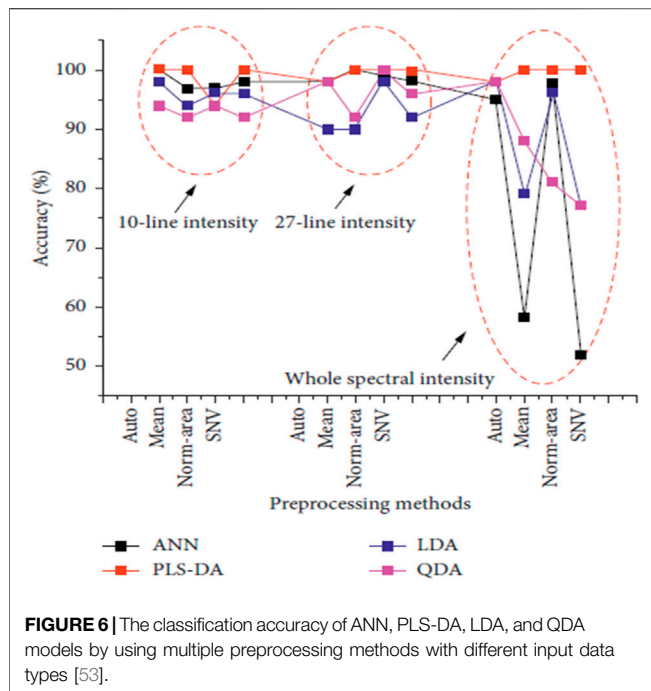 100
90
80
70
60
50
Accuracy (%)
10-line intensity
27-line intensity
Whole spectral intensity
Auto
Mean
Norm-area
SNV
Auto
Mean
Norm-area
SNV
Auto
Mean
Norm-area
SNV
Preprocessing methods
ANN
LDA
PLS-DA
QDA
FIGURE 6 | The classification accuracy of ANN, PLS-DA, LDA, and QDA
models by using multiple preprocessing methods with different input data
types [53].